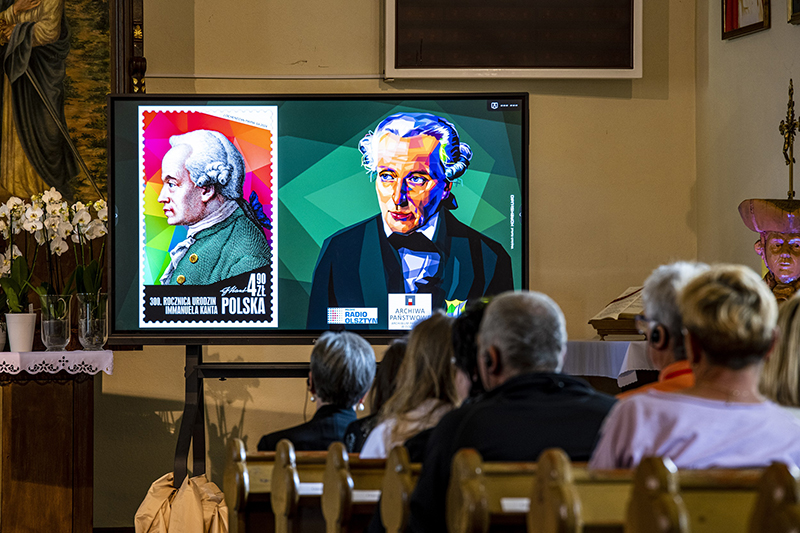 4,90
ZŁ
300. ROCZNICA URODZIN
IMMANUELA KANTA
POLSKA
RADIO
OLSZTYN
ARCHIWA
PAŃSTWOWE